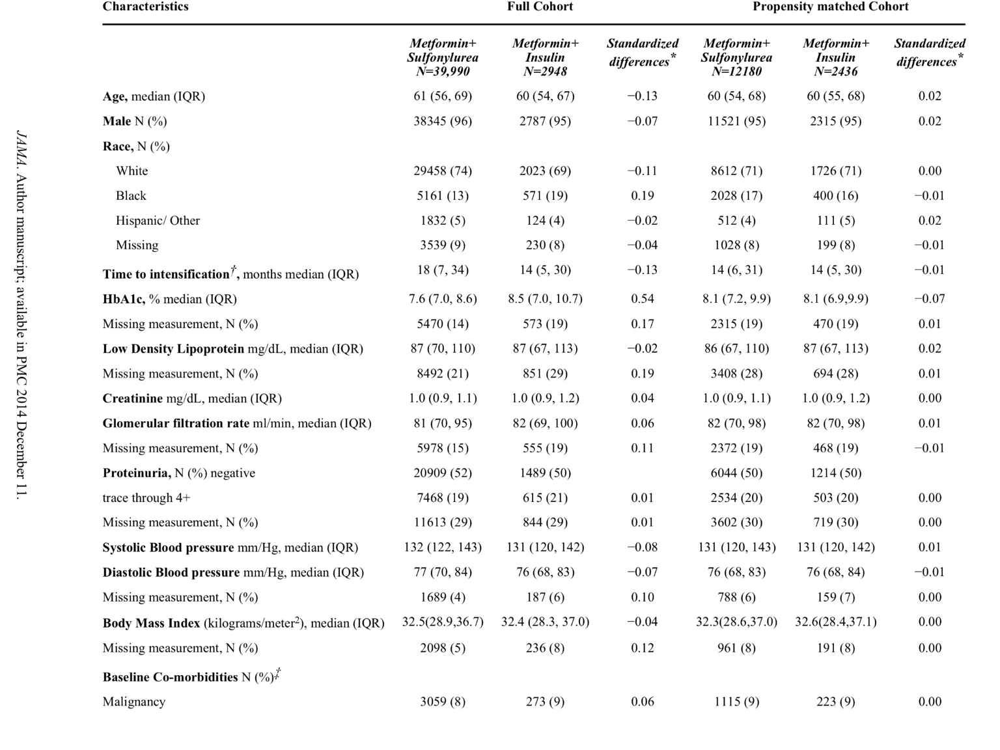 Characteristics Full Cohort Propensity matched Cohort
Metformin+ Metformin+ Standardized Metformin+ Metformin+ Standardized
Sulfonylurea Insulin differences* Sulfonylurea Insulin differences*
N=39,990 N=2948 N=12180 N=2436
Age, median (IQR) 61 (56, 69) 60 (54, 67) −0.13 60 (54, 68) 60 (55, 68) 0.02
Male N (%) 38345 (96) 2787 (95) −0.07 11521 (95) 2315 (95) 0.02
Race, N (%)
White 29458 (74) 2023 (69) −0.11 8612 (71) 1726 (71) 0.00
Black 5161 (13) 571 (19) 0.19 2028 (17) 400 (16) −0.01
Hispanic/ Other 1832 (5) 124 (4) −0.02 512 (4) 111 (5) 0.02
Missing 3539 (9) 230 (8) −0.04 1028 (8) 199 (8) −0.01
Time to intensification†, months median (IQR) 18 (7, 34) 14 (5, 30) −0.13 14 (6, 31) 14 (5, 30) −0.01
HbA1c, % median (IQR) 7.6 (7.0, 8.6) 8.5 (7.0, 10.7) 0.54 8.1 (7.2, 9.9) 8.1 (6.9,9.9) −0.07
Missing measurement, N (%) 5470 (14) 573 (19) 0.17 2315 (19) 470 (19) 0.01
Low Density Lipoprotein mg/dL, median (IQR) 87 (70, 110) 87 (67, 113) −0.02 86 (67, 110) 87 (67, 113) 0.02
Missing measurement, N (%) 8492 (21) 851 (29) 0.19 3408 (28) 694 (28) 0.01
Creatinine mg/dL, median (IQR) 1.0 (0.9, 1.1) 1.0 (0.9, 1.2) 0.04 1.0 (0.9, 1.1) 1.0 (0.9, 1.2) 0.00
Glomerular filtration rate ml/min, median (IQR) 81 (70, 95) 82 (69, 100) 0.06 82 (70, 98) 82 (70, 98) 0.01
Missing measurement, N (%) 5978 (15) 555 (19) 0.11 2372 (19) 468 (19) −0.01
Proteinuria, N (%) negative 20909 (52) 1489 (50) 6044 (50) 1214 (50)
trace through 4+ 7468 (19) 615 (21) 0.01 2534 (20) 503 (20) 0.00
Missing measurement, N (%) 11613 (29) 844 (29) 0.01 3602 (30) 719 (30) 0.00
Systolic Blood pressure mm/Hg, median (IQR) 132 (122, 143) 131 (120, 142) −0.08 131 (120, 143) 131 (120, 142) 0.01
Diastolic Blood pressure mm/Hg, median (IQR) 77 (70, 84) 76 (68, 83) −0.07 76 (68, 83) 76 (68, 84) −0.01
Missing measurement, N (%) 1689 (4) 187 (6) 0.10 788 (6) 159 (7) 0.00
Body Mass Index (kilograms/meter²), median (IQR) 32.5(28.9,36.7) 32.4 (28.3, 37.0) −0.04 32.3(28.6,37.0) 32.6(28.4,37.1) 0.00
Missing measurement, N (%) 2098 (5) 236 (8) 0.12 961 (8) 191 (8) 0.00
Baseline Co-morbidities N (%)‡
Malignancy 3059 (8) 273 (9) 0.06 1115 (9) 223 (9) 0.00
JAMA. Author manuscript; available in PMC 2014 December 11.